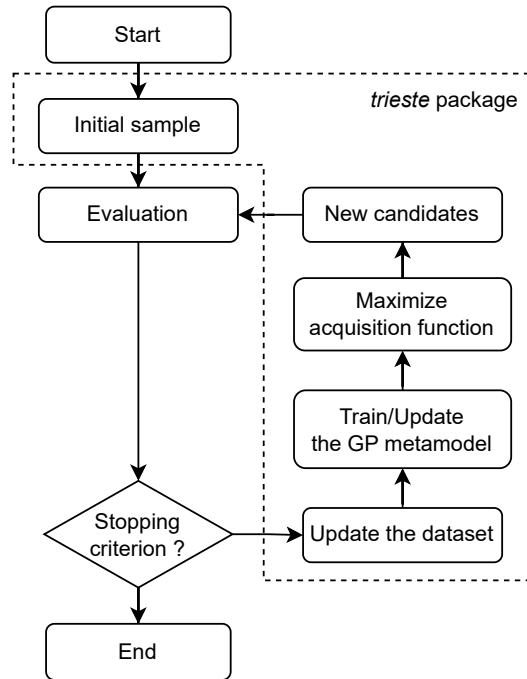 Start
trieste package
Initial sample
Evaluation
New candidates
Maximize
acquisition function
Train/Update
the GP metamodel
Stopping
criterion ?
Update the dataset
End